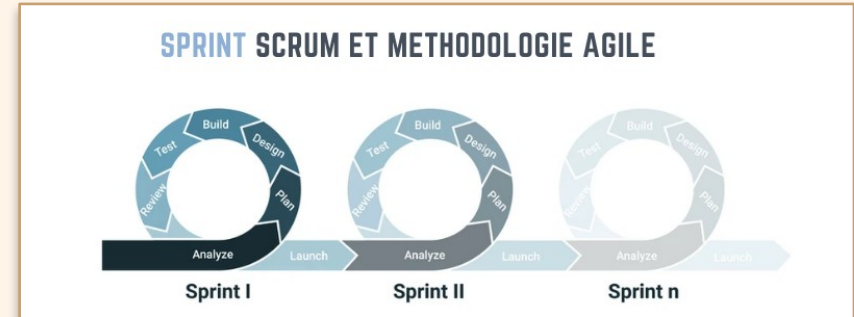 SPRINT SCRUM ET METHODOLOGIE AGILE
Build
Design
Test
Plan
Review
Analyze
Launch
Sprint I
Build
Design
Test
Plan
Review
Analyze
Launch
Sprint II
Build
Design
Test
Plan
Review
Analyze
Launch
Sprint n